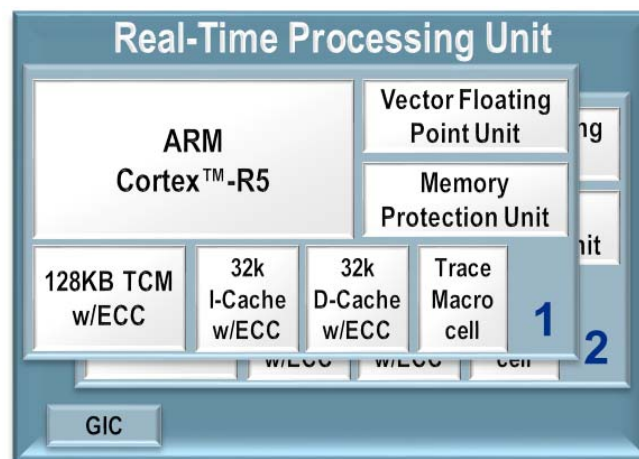 Real-Time Processing Unit
ARM
Cortex™-R5
Vector Floating
Point Unit
Memory
Protection Unit
128KB TCM
w/ECC
32k
I-Cache
w/ECC
32k
D-Cache
w/ECC
Trace
Macro
cell
1
2
GIC